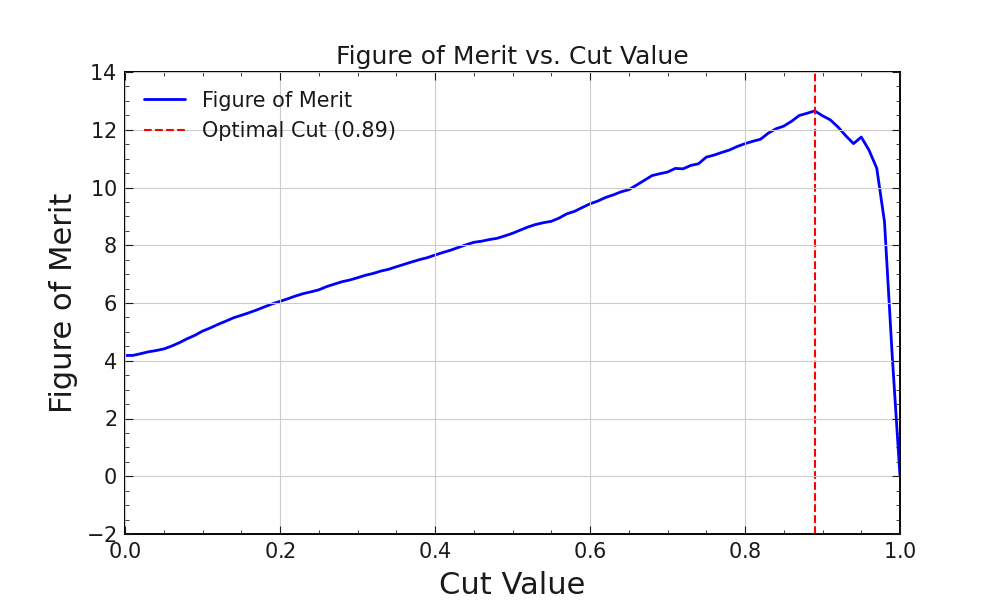 Figure of Merit vs. Cut Value
14
12
10
8
6
4
2
0
−2
Figure of Merit
Figure of Merit
Optimal Cut (0.89)
0.0 0.2 0.4 0.6 0.8 1.0
Cut Value